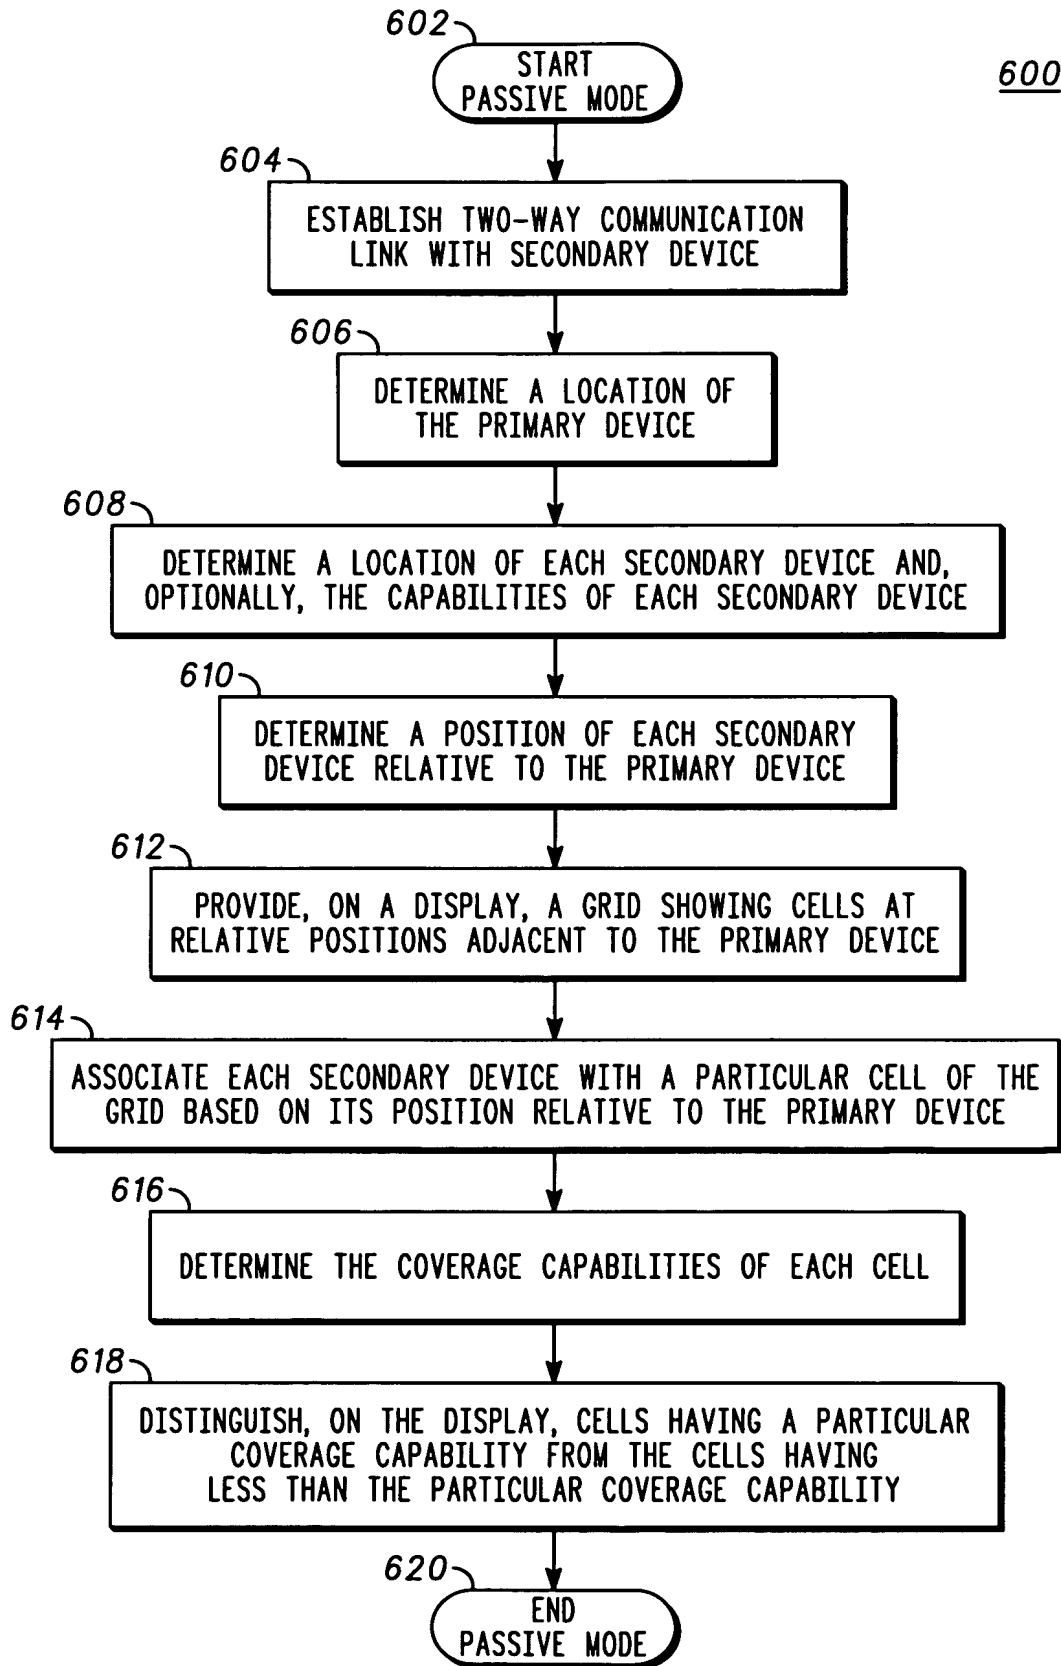 602
START
PASSIVE MODE
600
604
ESTABLISH TWO-WAY COMMUNICATION
LINK WITH SECONDARY DEVICE
606
DETERMINE A LOCATION OF
THE PRIMARY DEVICE
608
DETERMINE A LOCATION OF EACH SECONDARY DEVICE AND,
OPTIONALLY, THE CAPABILITIES OF EACH SECONDARY DEVICE
610
DETERMINE A POSITION OF EACH SECONDARY
DEVICE RELATIVE TO THE PRIMARY DEVICE
612
PROVIDE, ON A DISPLAY, A GRID SHOWING CELLS AT
RELATIVE POSITIONS ADJACENT TO THE PRIMARY DEVICE
614
ASSOCIATE EACH SECONDARY DEVICE WITH A PARTICULAR CELL OF THE
GRID BASED ON ITS POSITION RELATIVE TO THE PRIMARY DEVICE
616
DETERMINE THE COVERAGE CAPABILITIES OF EACH CELL
618
DISTINGUISH, ON THE DISPLAY, CELLS HAVING A PARTICULAR
COVERAGE CAPABILITY FROM THE CELLS HAVING
LESS THAN THE PARTICULAR COVERAGE CAPABILITY
620
END
PASSIVE MODE